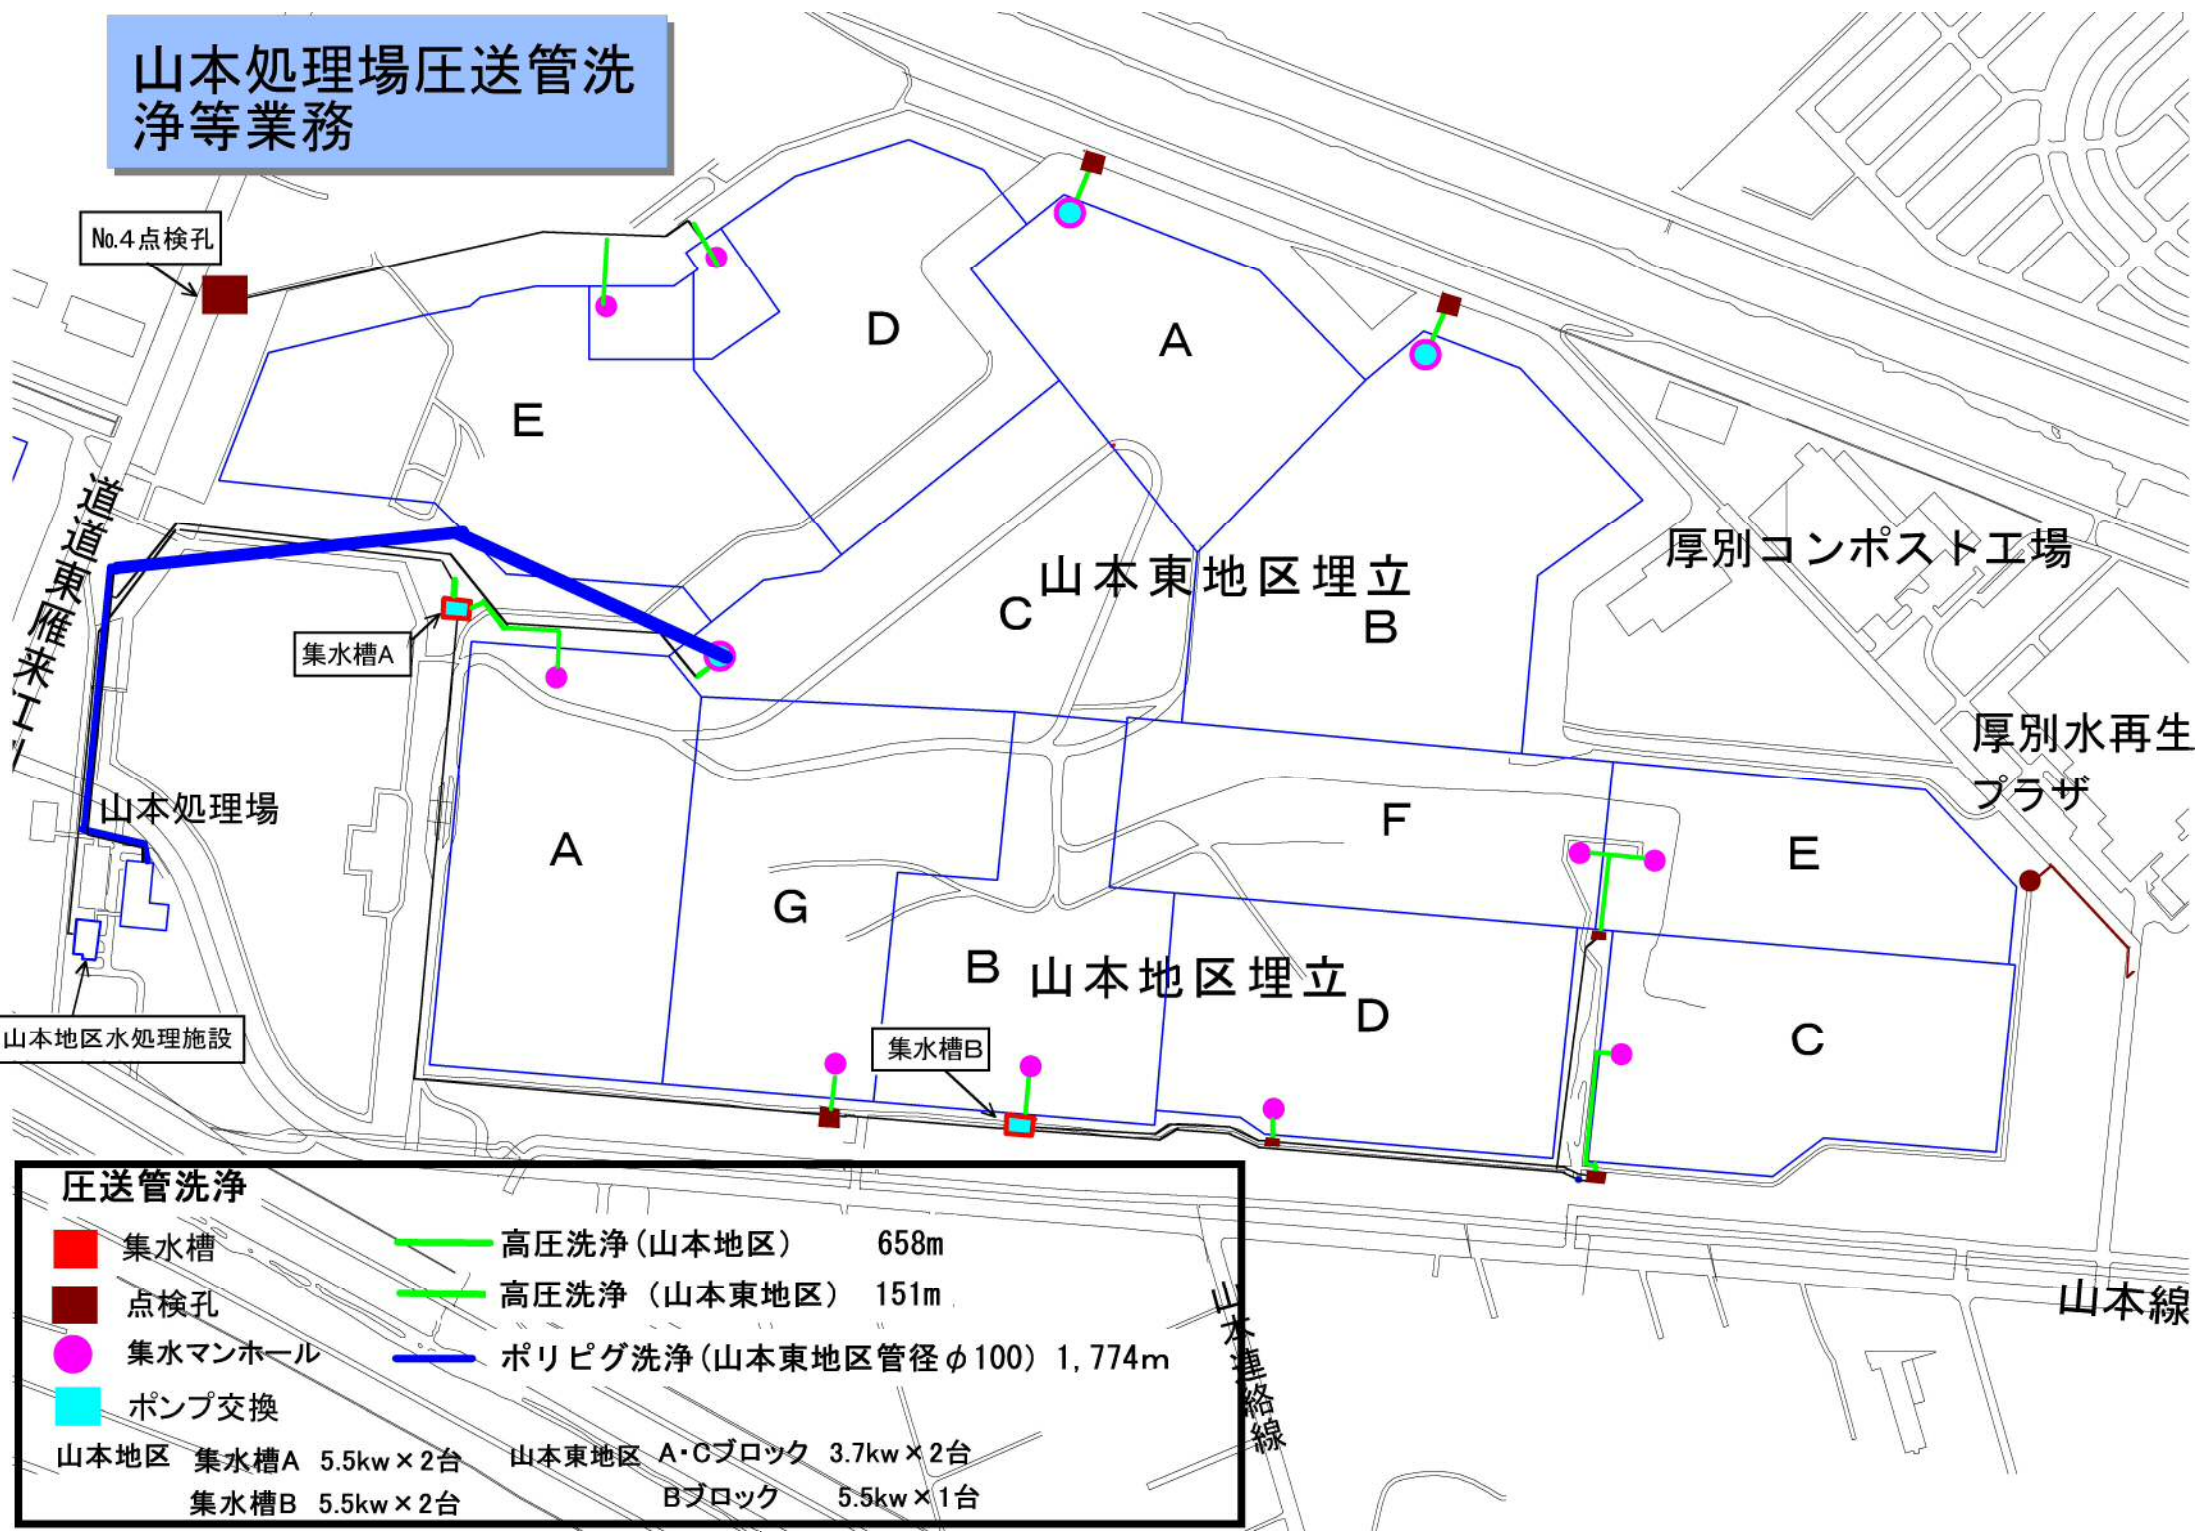 山本処理場圧送管洗
浄等業務
№.4点検孔
D
A
E
道道東雁来工
厚別コンポスト工場
山本東地区埋立
C
B
集水槽A
厚別水再生
プラザ
山本処理場
F
A
E
G
B
山本地区埋立
D
C
山本地区水処理施設
集水槽B
圧送管洗浄
集水槽
高圧洗浄(山本地区) 658m
点検孔
高圧洗浄 (山本東地区) 151m
集水マンホール
ポリピグ洗浄(山本東地区管径φ100) 1,774m
ポンプ交換
山本地区 集水槽A 5.5kw×2台
山本東地区 A・Cブロック 3.7kw×2台
集水槽B 5.5kw×2台
Bブロック 5.5kw×1台
山本連絡線
山本線